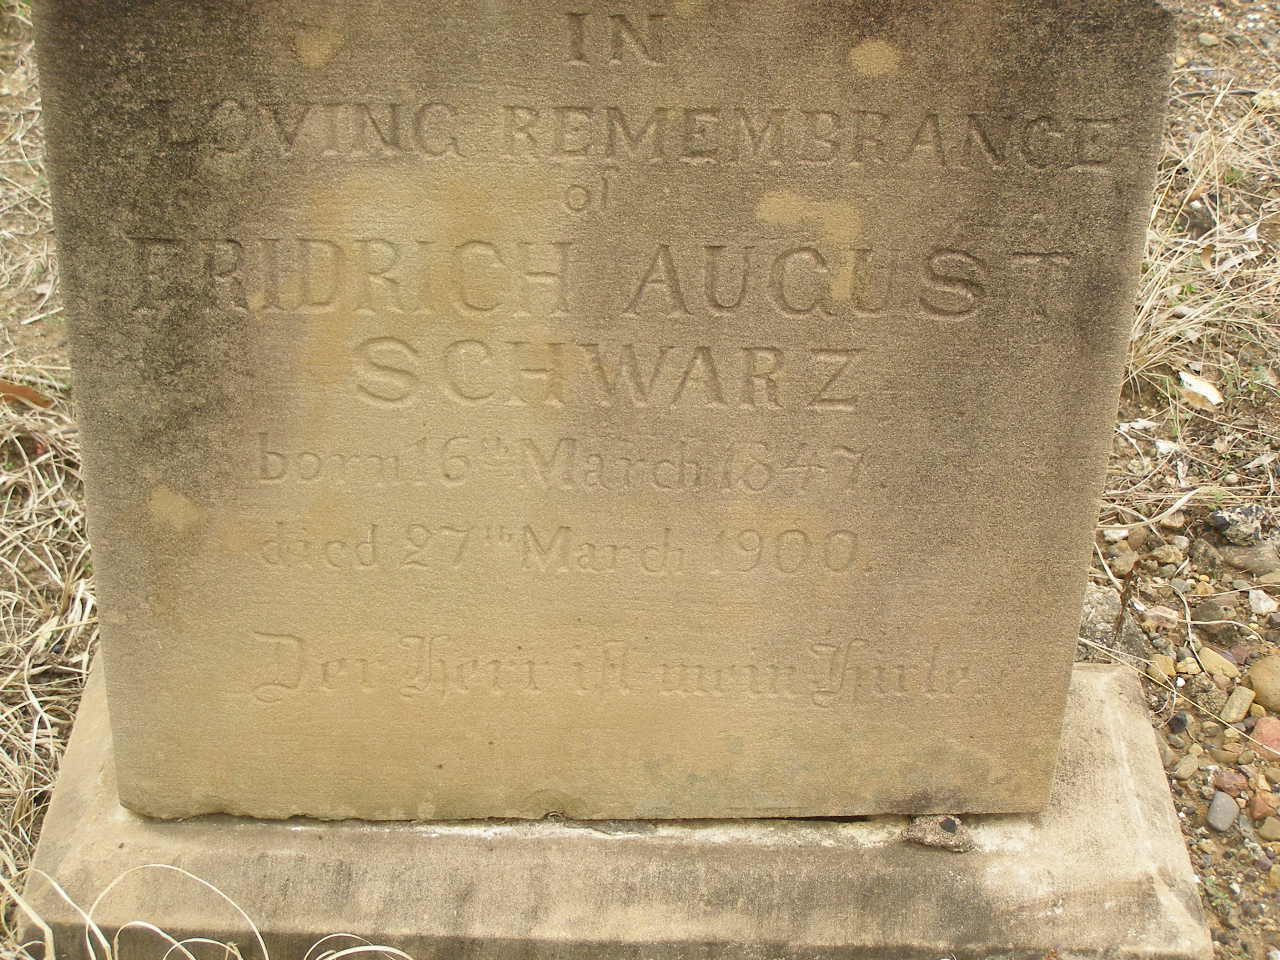 IN
LOVING REMEMBRANCE
of
FRIDRICH AUGUST
SCHWARZ
born 16th March 1847.
died 27th March 1900.
Der Herr ist mein Hirte